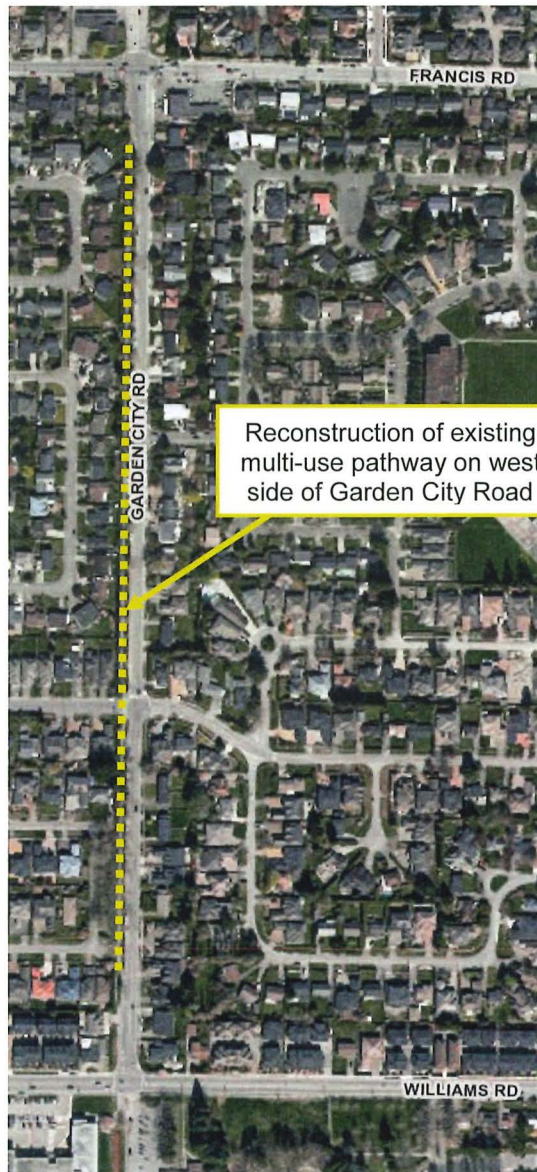 FRANCIS RD
GARDEN CITY RD
Reconstruction of existing
multi-use pathway on west
side of Garden City Road
WILLIAMS RD